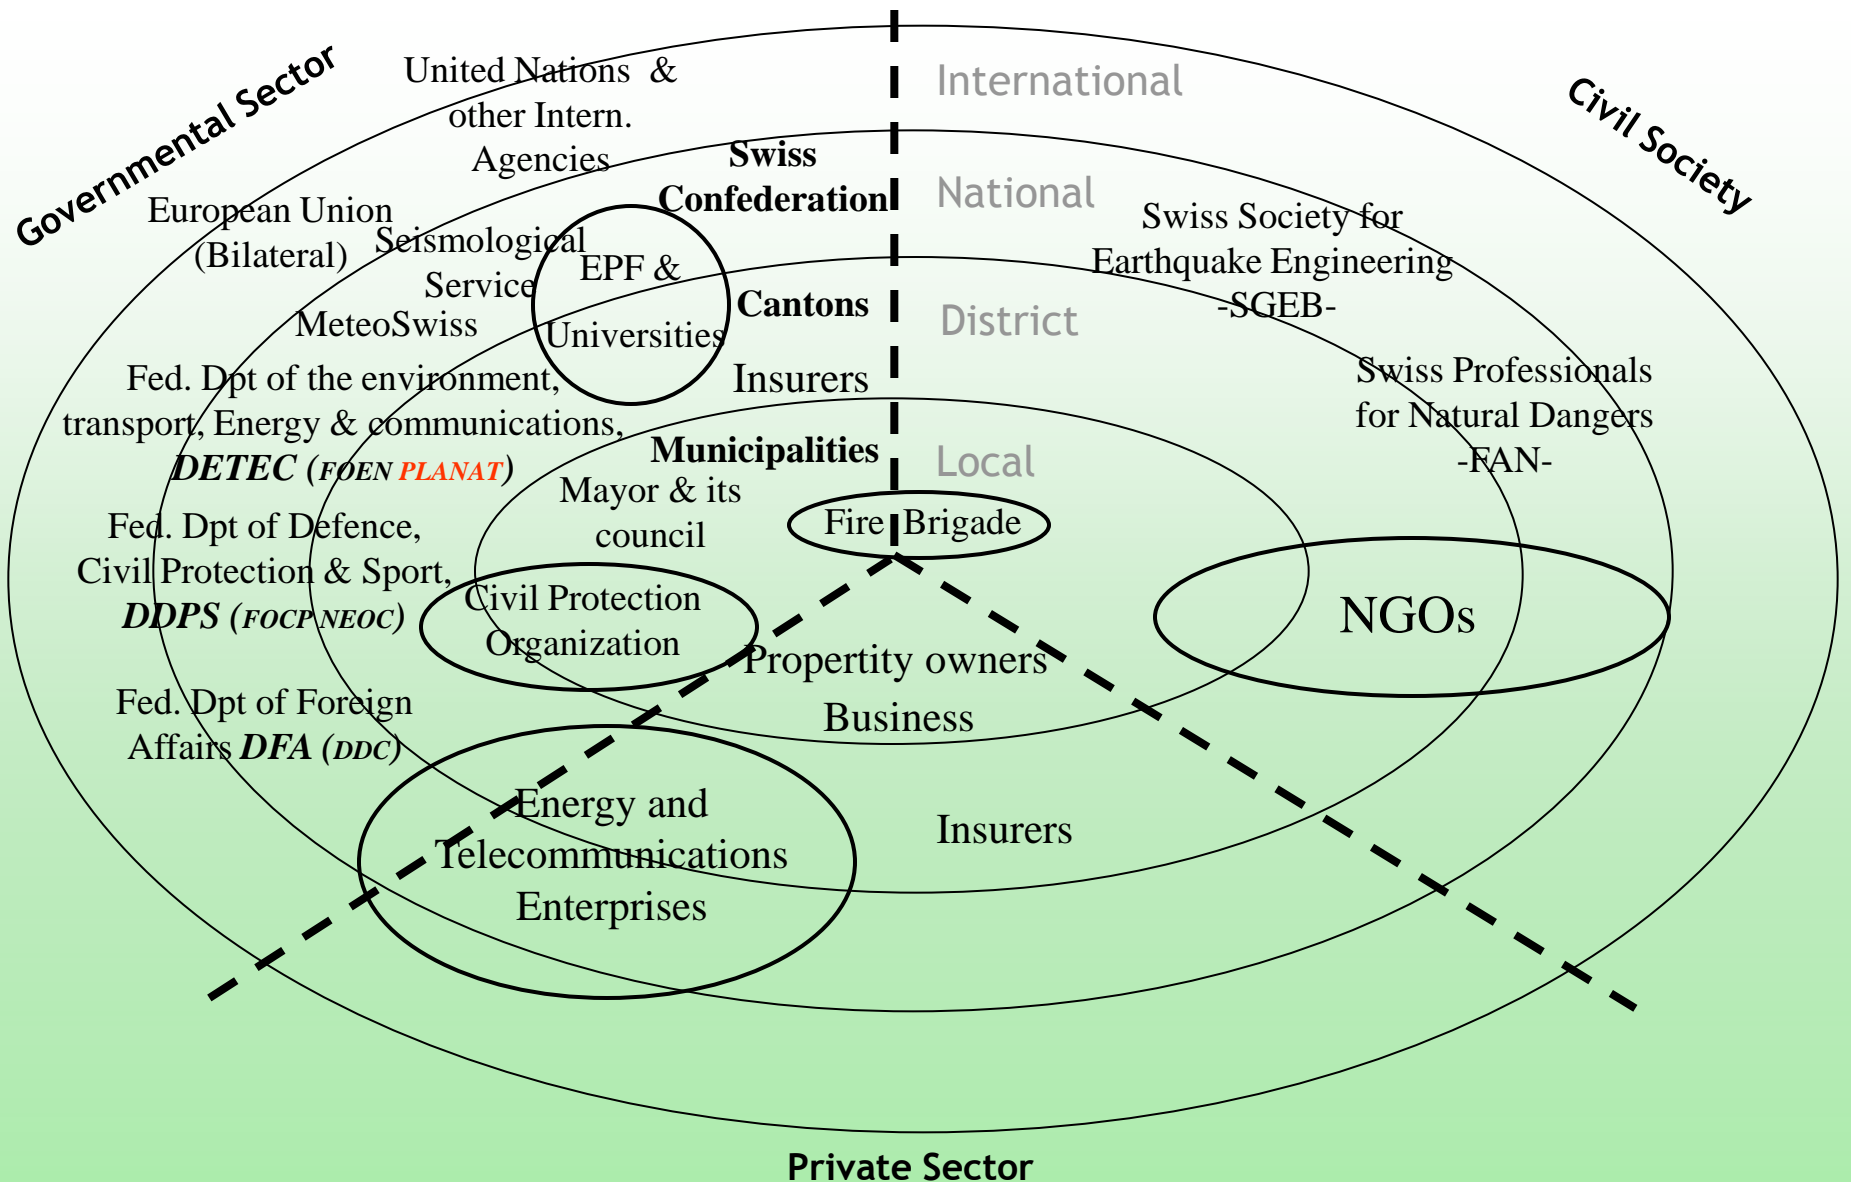 Governmental Sector
Civil Society
United Nations &
other Intern.
Agencies
International
Swiss
Confederation
National
European Union
(Bilateral)
Seismological
Service
MeteoSwiss
EPF &
Universities
Swiss Society for
Earthquake Engineering
-SGEB-
Cantons
District
Insurers
Fed. Dpt of the environment,
transport, Energy & communications,
DETEC (FOEN PLANAT)
Swiss Professionals
for Natural Dangers
-FAN-
Municipalities
Local
Mayor & its
council
Fire Brigade
Fed. Dpt of Defence,
Civil Protection & Sport,
DDPS (FOCP NEOC)
Civil Protection
Organization
NGOs
Propertity owners
Business
Fed. Dpt of Foreign
Affairs DFA (DDC)
Energy and
Telecommunications
Enterprises
Insurers
Private Sector